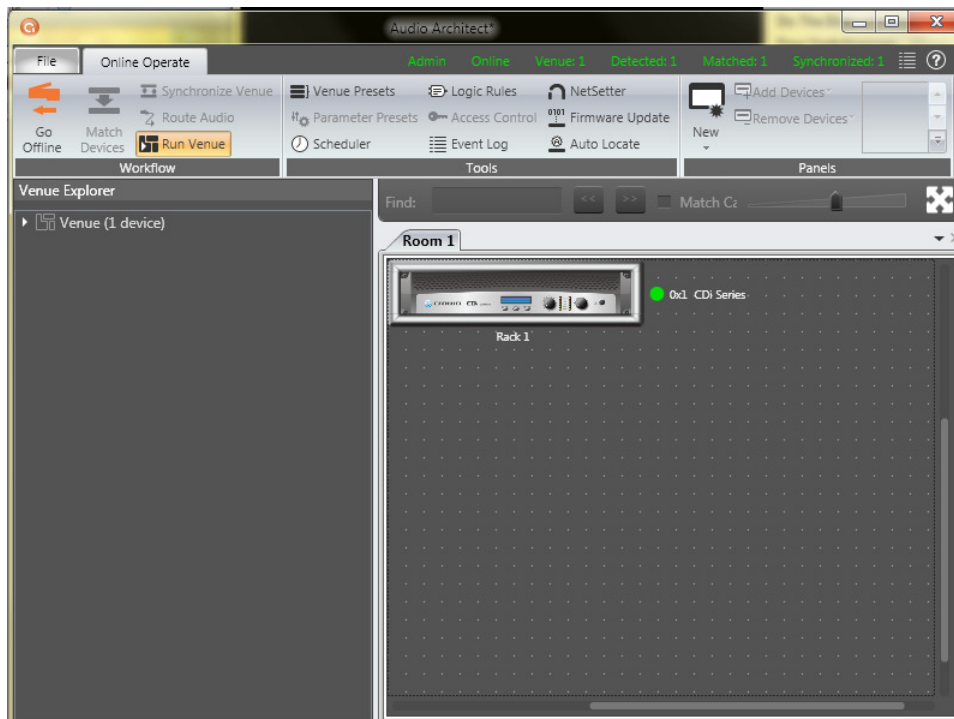 Audio Architect*
File
Online Operate
Admin Online Venue: 1 Detected: 1 Matched: 1 Synchronized: 1
Go Offline
Match Devices
Synchronize Venue
Route Audio
Run Venue
Workflow
Venue Presets
Parameter Presets
Scheduler
Logic Rules
Access Control
Event Log
NetSetter
0101
Firmware Update
Auto Locate
Tools
New
Add Devices
Remove Devices
Panels
Venue Explorer
Venue (1 device)
Find:
<<
>>
Match Ca
Room 1
crown CDi
0x1 CDi Series
Rack 1